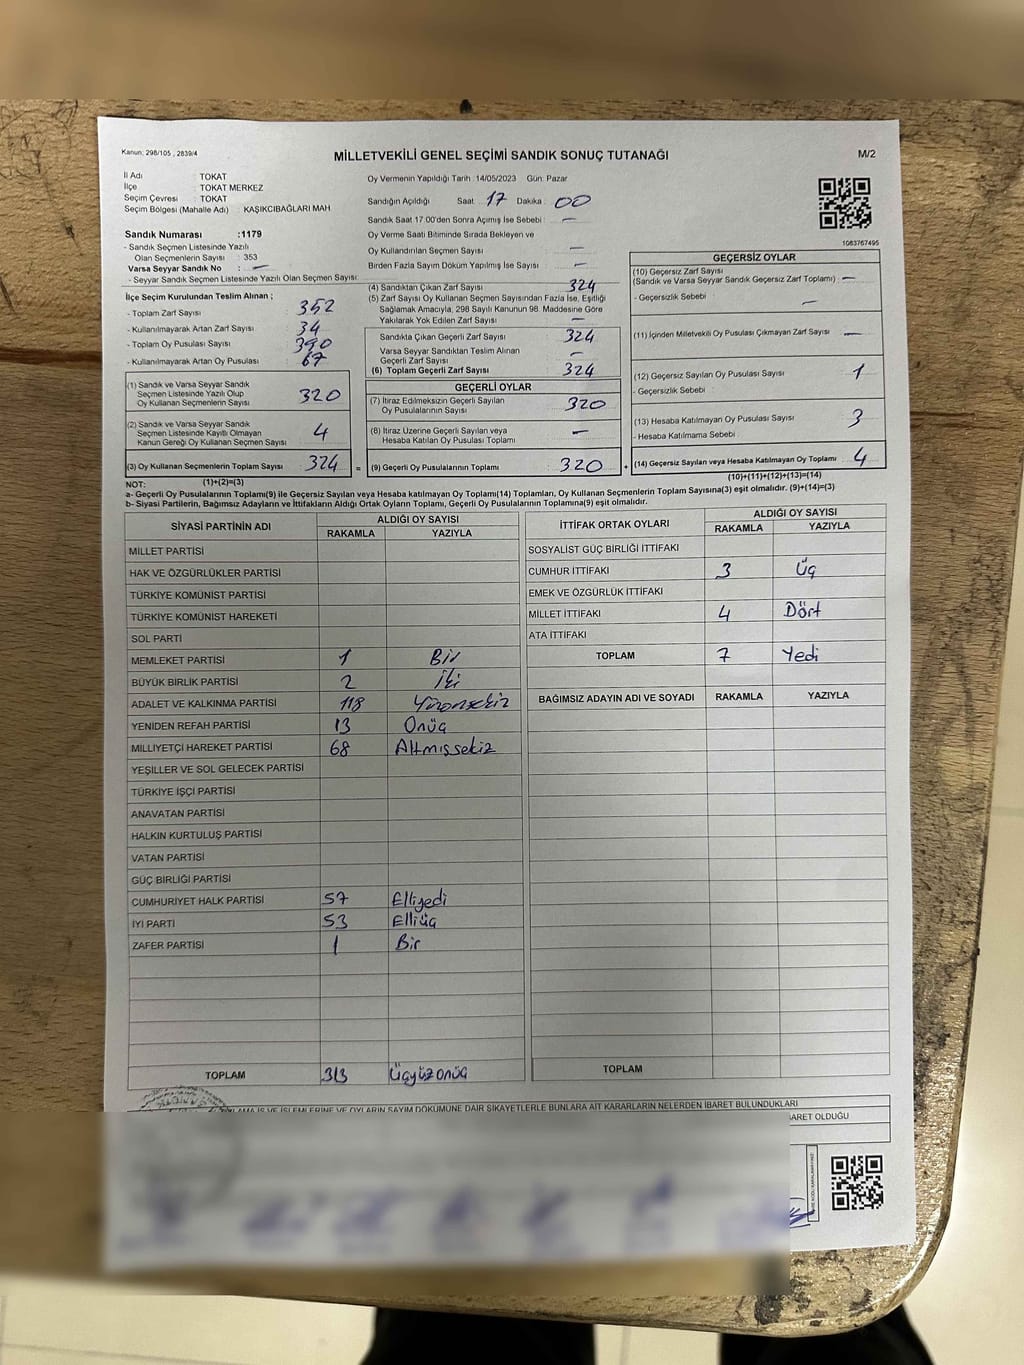 Kanun: 298/105 , 2839/4
MİLLETVEKİLİ GENEL SEÇİMİ SANDIK SONUÇ TUTANAĞI
M/2
İl Adı TOKAT
İlçe TOKAT MERKEZ
Seçim Çevresi : TOKAT
Seçim Bölgesi (Mahalle Adı) : KAŞIKCIBAĞLARI MAH
Sandık Numarası :1179
- Sandık Seçmen Listesinde Yazılı
Olan Seçmenlerin Sayısı : 353
Varsa Seyyar Sandık No : —
- Seyyar Sandık Seçmen Listesinde Yazılı Olan Seçmen Sayısı:
İlçe Seçim Kurulundan Teslim Alınan ;
- Toplam Zarf Sayısı 352
- Kullanılmayarak Artan Zarf Sayısı 34
- Toplam Oy Pusulası Sayısı 390
- Kullanılmayarak Artan Oy Pusulası 67
(1) Sandık ve Varsa Seyyar Sandık
Seçmen Listesinde Yazılı Olup
Oy Kullanan Seçmenlerin Sayısı 320
(2) Sandık ve Varsa Seyyar Sandık
Seçmen Listesinde Kayıtlı Olmayan
Kanun Gereği Oy Kullanan Seçmen Sayısı 4
(3) Oy Kullanan Seçmenlerin Toplam Sayısı 324
Oy Vermenin Yapıldığı Tarih :14/05/2023 Gün: Pazar
Sandığın Açıldığı Saat : 17 Dakika : 00
Sandık Saat 17.00'den Sonra Açımış İse Sebebi : —
Oy Verme Saati Bitiminde Sırada Bekleyen ve
Oy Kullandırılan Seçmen Sayısı —
Birden Fazla Sayım Döküm Yapılmış İse Sayısı —
(4) Sandıktan Çıkan Zarf Sayısı 324
(5) Zarf Sayısı Oy Kullanan Seçmen Sayısından Fazla İse, Eşitliği
Sağlamak Amacıyla, 298 Sayılı Kanunun 98. Maddesine Göre
Yakılarak Yok Edilen Zarf Sayısı : —
Sandıkta Çıkan Geçerli Zarf Sayısı 324
Varsa Seyyar Sandıktan Teslim Alınan
Geçerli Zarf Sayısı —
(6) Toplam Geçerli Zarf Sayısı 324
GEÇERLİ OYLAR
(7) İtiraz Edilmeksizin Geçerli Sayılan
Oy Pusulalarının Sayısı : 320
(8) İtiraz Üzerine Geçerli Sayılan veya
Hesaba Katılan Oy Pusulası Toplamı : —
= (9) Geçerli Oy Pusulalarının Toplamı : 320 +
1083767495
GEÇERSİZ OYLAR
(10) Geçersiz Zarf Sayısı
(Sandık ve Varsa Seyyar Sandık Geçersiz Zarf Toplamı) : —
- Geçersizlik Sebebi : —
(11) İçinden Milletvekili Oy Pusulası Çıkmayan Zarf Sayısı : —
(12) Geçersiz Sayılan Oy Pusulası Sayısı : 1
- Geçersizlik Sebebi :
(13) Hesaba Katılmayan Oy Pusulası Sayısı : 3
- Hesaba Katılmama Sebebi :
(14) Geçersiz Sayılan veya Hesaba Katılmayan Oy Toplamı : 4
NOT: (1)+(2)=(3) (10)+(11)+(12)+(13)=(14)
a- Geçerli Oy Pusulalarının Toplamı(9) ile Geçersiz Sayılan veya Hesaba katılmayan Oy Toplamı(14) Toplamları, Oy Kullanan Seçmenlerin Toplam Sayısına(3) eşit olmalıdır. (9)+(14)=(3)
b- Siyasi Partilerin, Bağımsız Adayların ve İttifakların Aldığı Ortak Oyların Toplamı, Geçerli Oy Pusulalarının Toplamına(9) eşit olmalıdır.
SİYASİ PARTİNİN ADI ALDIĞI OY SAYISI
RAKAMLA YAZIYLA
MİLLET PARTİSİ
HAK VE ÖZGÜRLÜKLER PARTİSİ
TÜRKİYE KOMÜNİST PARTİSİ
TÜRKİYE KOMÜNİST HAREKETİ
SOL PARTİ
MEMLEKET PARTİSİ 1 Bir
BÜYÜK BİRLİK PARTİSİ 2 İki
ADALET VE KALKINMA PARTİSİ 118 Yüzonsekiz
YENİDEN REFAH PARTİSİ 13 Onüç
MİLLİYETÇİ HAREKET PARTİSİ 68 Altmışsekiz
YEŞİLLER VE SOL GELECEK PARTİSİ
TÜRKİYE İŞÇİ PARTİSİ
ANAVATAN PARTİSİ
HALKIN KURTULUŞ PARTİSİ
VATAN PARTİSİ
GÜÇ BİRLİĞİ PARTİSİ
CUMHURİYET HALK PARTİSİ 57 Elliyedi
İYİ PARTİ 53 Elliüç
ZAFER PARTİSİ 1 Bir
TOPLAM 313 Üçyüzonüç
İTTİFAK ORTAK OYLARI ALDIĞI OY SAYISI
RAKAMLA YAZIYLA
SOSYALİST GÜÇ BİRLİĞİ İTTİFAKI
CUMHUR İTTİFAKI 3 Üç
EMEK VE ÖZGÜRLÜK İTTİFAKI
MİLLET İTTİFAKI 4 Dört
ATA İTTİFAKI
TOPLAM 7 Yedi
BAĞIMSIZ ADAYIN ADI VE SOYADI RAKAMLA YAZIYLA
TOPLAM
İŞLEMLERİNE VE OYLARIN SAYIM DÖKÜMÜNE DAİR ŞİKAYETLERLE BUNLARA AİT KARARLARIN NELERDEN İBARET BULUNDUKLARI
OLDUĞU